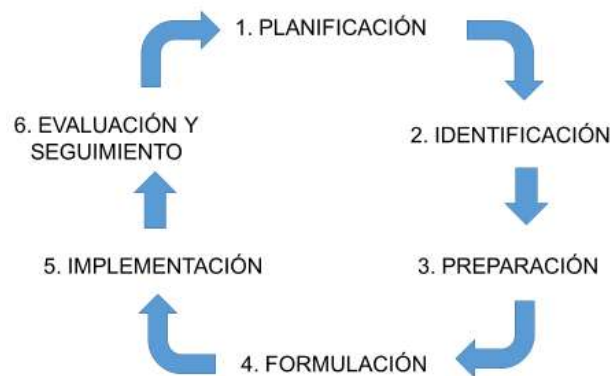 1. PLANIFICACIÓN
2. IDENTIFICACIÓN
3. PREPARACIÓN
4. FORMULACIÓN
5. IMPLEMENTACIÓN
6. EVALUACIÓN Y
SEGUIMIENTO